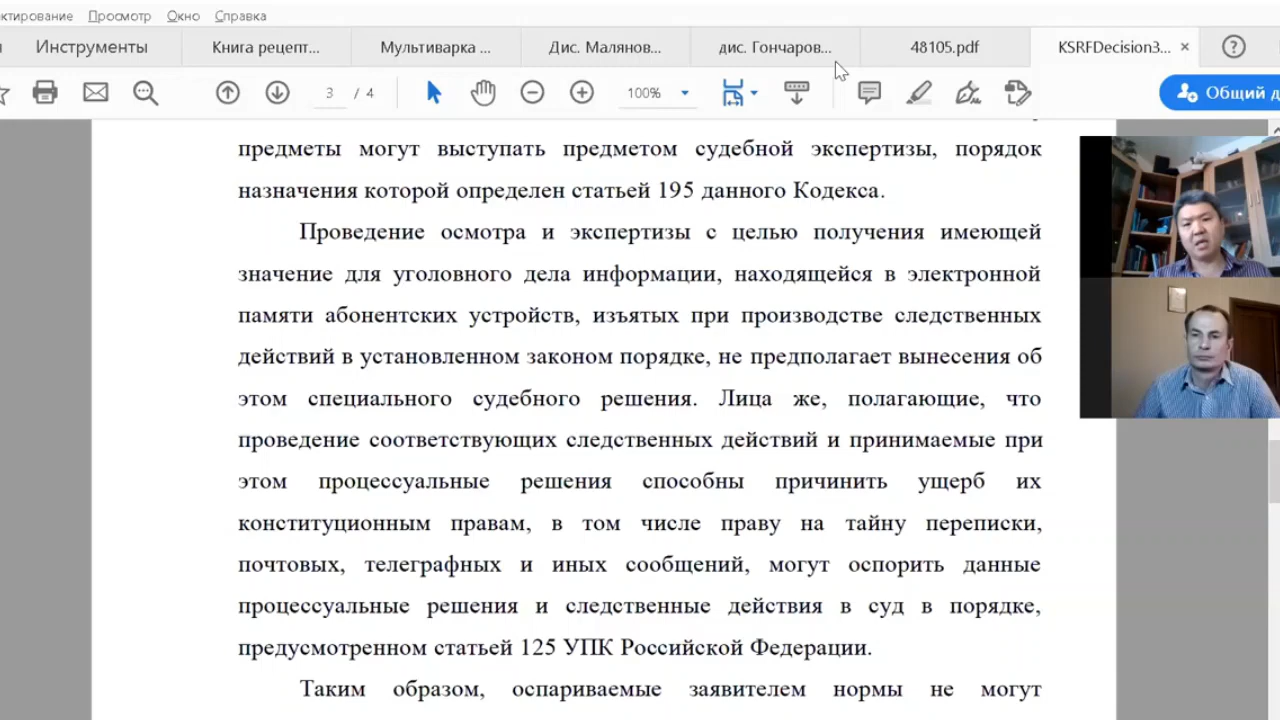 ктирование Просмотр Окно Справка
Инструменты Книга рецепт... Мультиварка ... Дис. Малянов... дис. Гончаров... 48105.pdf KSRFDecision3... ×
3 / 4 100% Общий д
предметы могут выступать предметом судебной экспертизы, порядок
назначения которой определен статьей 195 данного Кодекса.
Проведение осмотра и экспертизы с целью получения имеющей
значение для уголовного дела информации, находящейся в электронной
памяти абонентских устройств, изъятых при производстве следственных
действий в установленном законом порядке, не предполагает вынесения об
этом специального судебного решения. Лица же, полагающие, что
проведение соответствующих следственных действий и принимаемые при
этом процессуальные решения способны причинить ущерб их
конституционным правам, в том числе праву на тайну переписки,
почтовых, телеграфных и иных сообщений, могут оспорить данные
процессуальные решения и следственные действия в суд в порядке,
предусмотренном статьей 125 УПК Российской Федерации.
Таким образом, оспариваемые заявителем нормы не могут